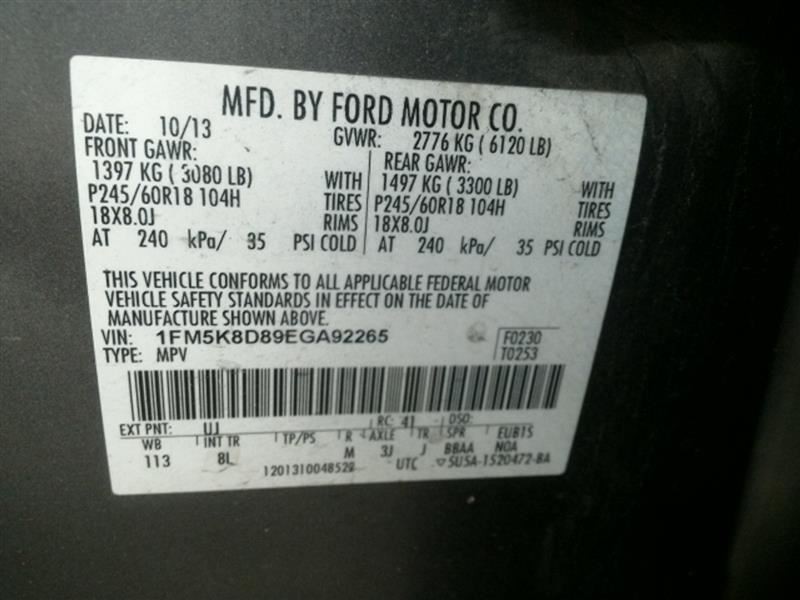 MFD. BY FORD MOTOR CO.
DATE: 10/13 GVWR: 2776 KG ( 6120 LB)
FRONT GAWR: REAR GAWR:
1397 KG ( 3080 LB) WITH 1497 KG ( 3300 LB) WITH
P245/60R18 104H TIRES P245/60R18 104H TIRES
18X8.0J RIMS 18X8.0J RIMS
AT 240 kPa/ 35 PSI COLD AT 240 kPa/ 35 PSI COLD
THIS VEHICLE CONFORMS TO ALL APPLICABLE FEDERAL MOTOR
VEHICLE SAFETY STANDARDS IN EFFECT ON THE DATE OF
MANUFACTURE SHOWN ABOVE.
VIN: 1FM5K8D89EGA92265 F0230
TYPE: MPV T0253
EXT PNT: UJ RC: 41 DSO:
WB INT TR TP/PS R AXLE TR SPR EUB1S
113 8L M 3J J BBAA NOA
1201310048522 UTC ▽5U5A-1520472-BA